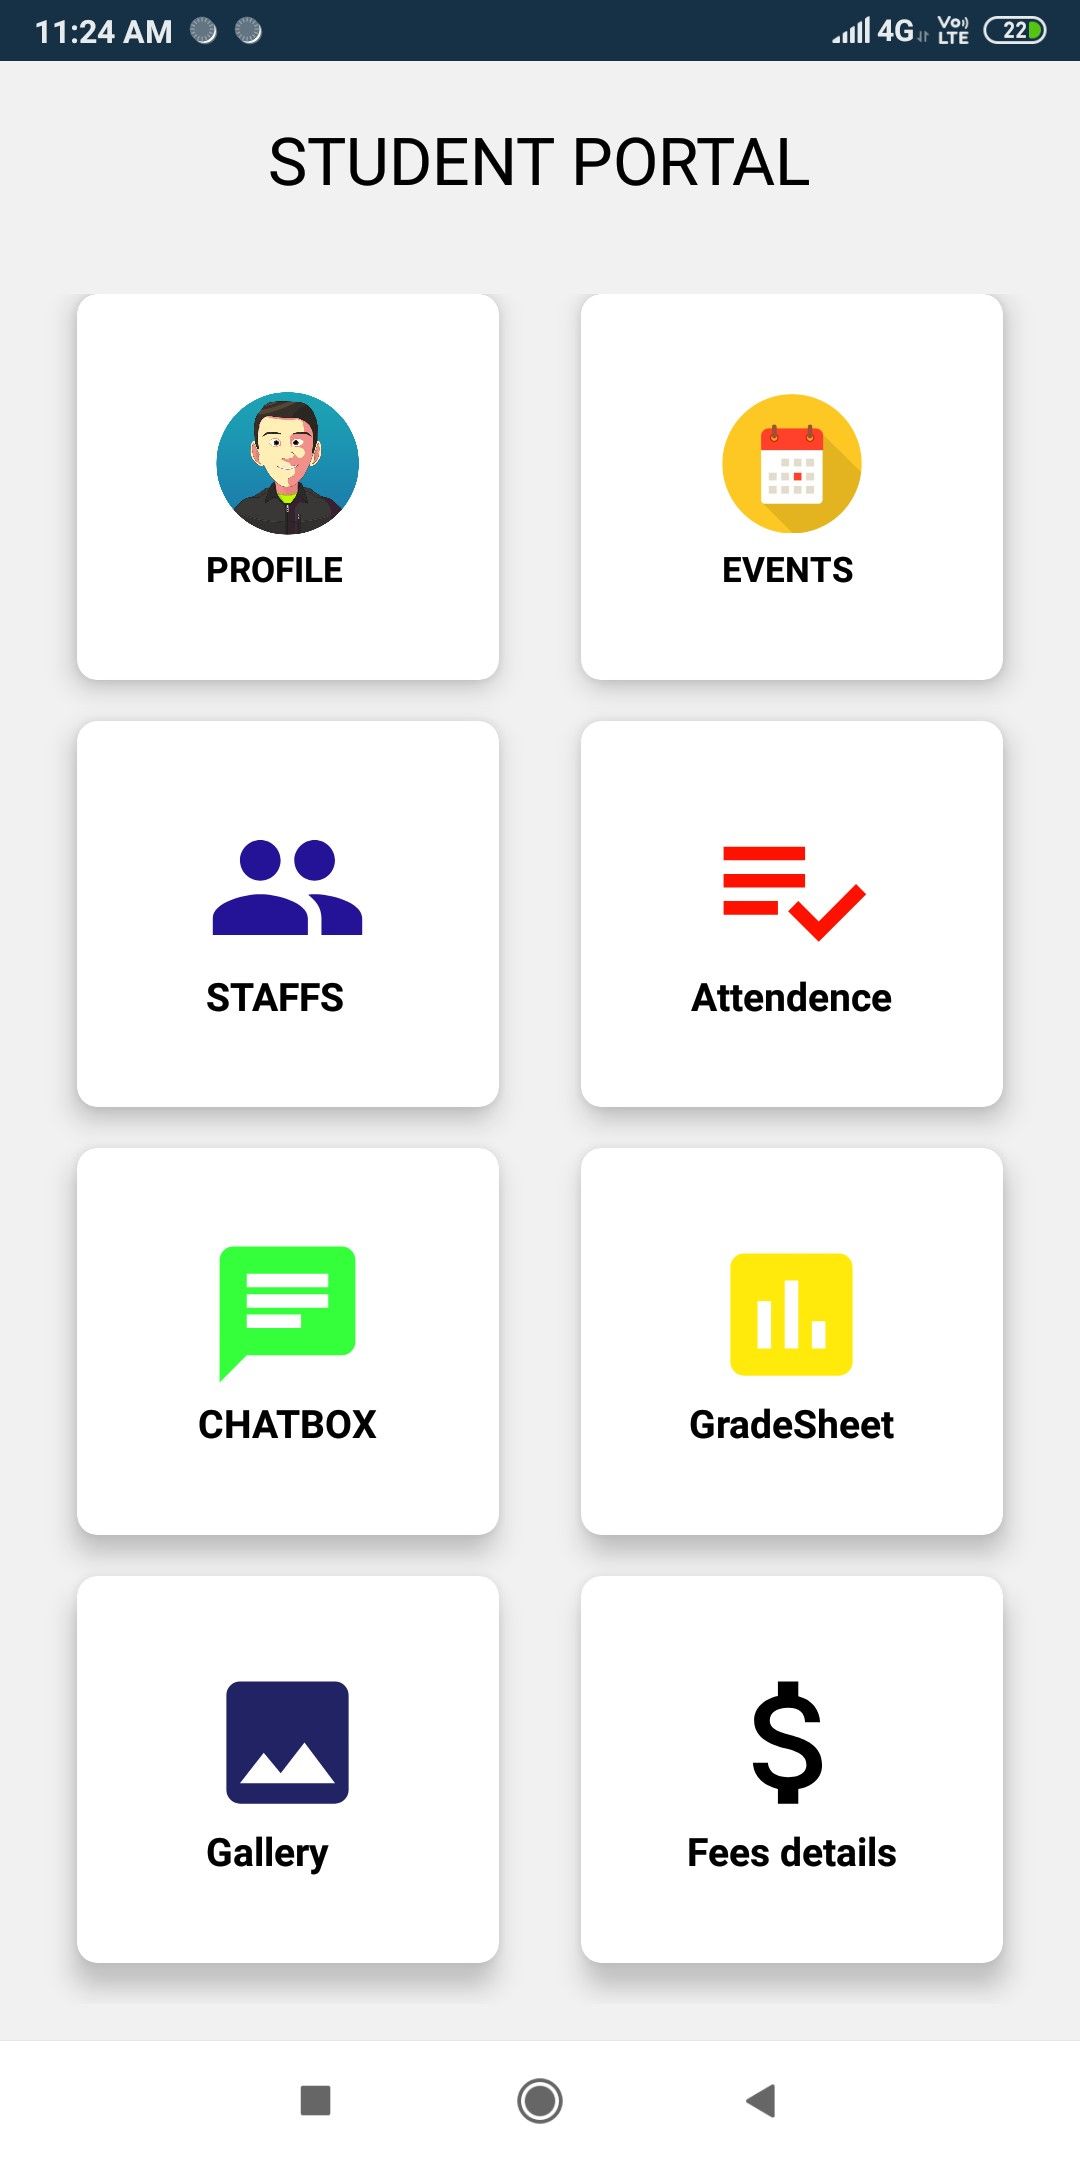 11:24 AM 4G Vo) LTE 22
STUDENT PORTAL
PROFILE EVENTS
STAFFS Attendence
CHATBOX GradeSheet
Gallery Fees details